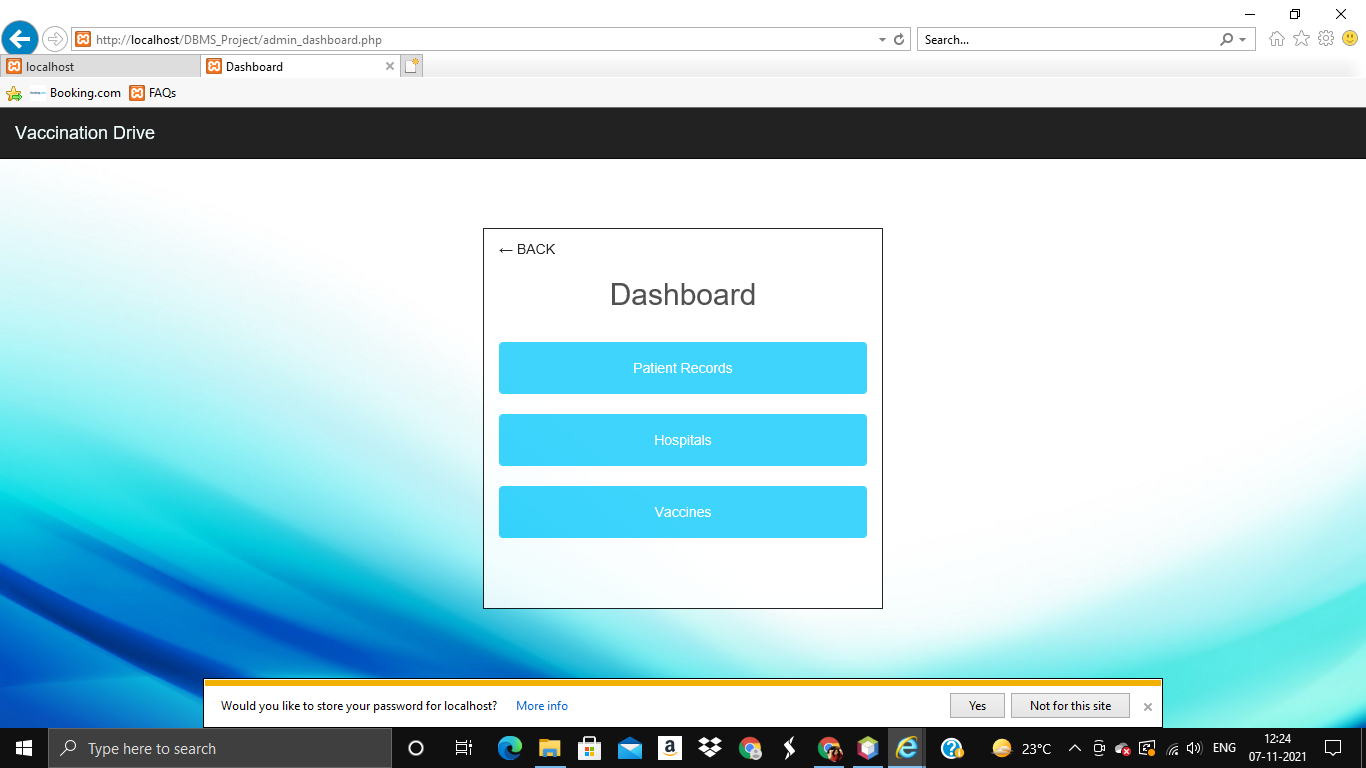 http://localhost/DBMS_Project/admin_dashboard.php
Search...
localhost
Dashboard
Booking.com
FAQs
Vaccination Drive
← BACK
Dashboard
Patient Records
Hospitals
Vaccines
Would you like to store your password for localhost? More info
Yes
Not for this site
Type here to search
23°C
ENG
12:24
07-11-2021